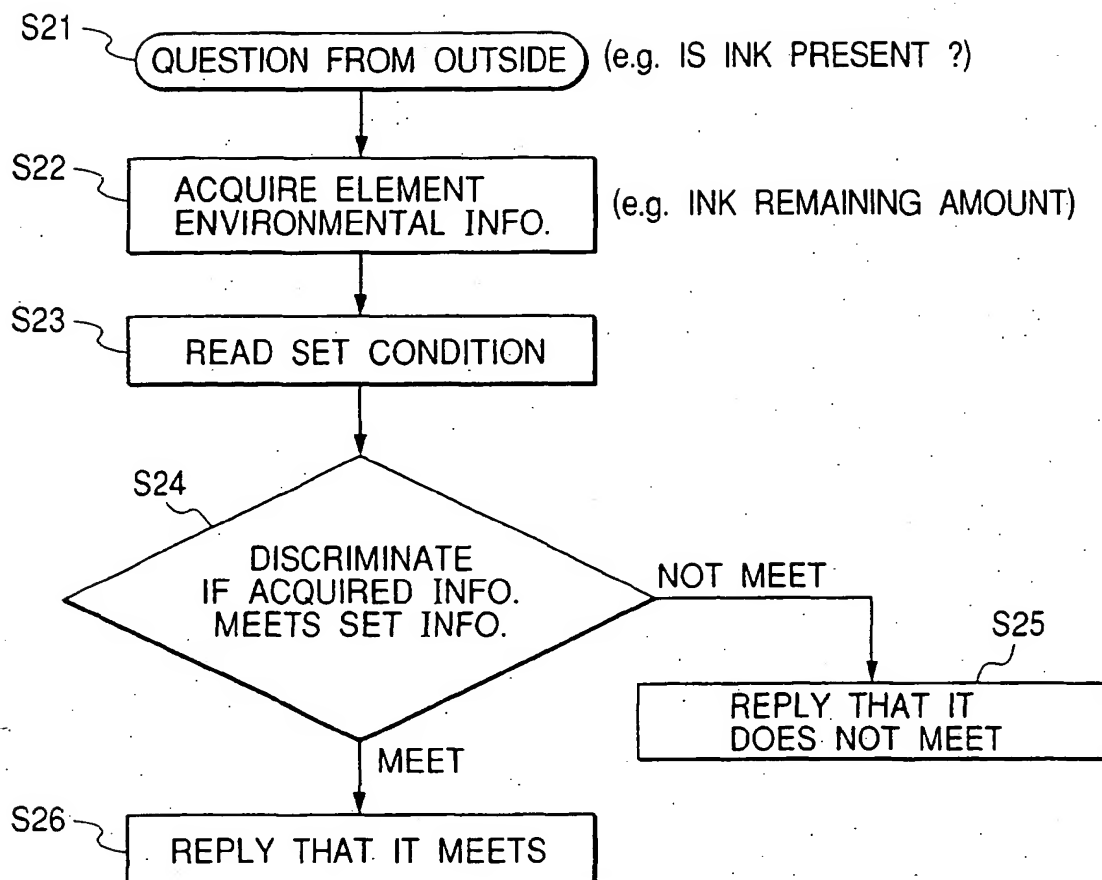 S21
QUESTION FROM OUTSIDE (e.g. IS INK PRESENT ?)
S22
ACQUIRE ELEMENT
ENVIRONMENTAL INFO.
(e.g. INK REMAINING AMOUNT)
S23
READ SET CONDITION
S24
DISCRIMINATE
IF ACQUIRED INFO.
MEETS SET INFO.
NOT MEET
S25
REPLY THAT IT
DOES NOT MEET
MEET
S26
REPLY THAT IT MEETS